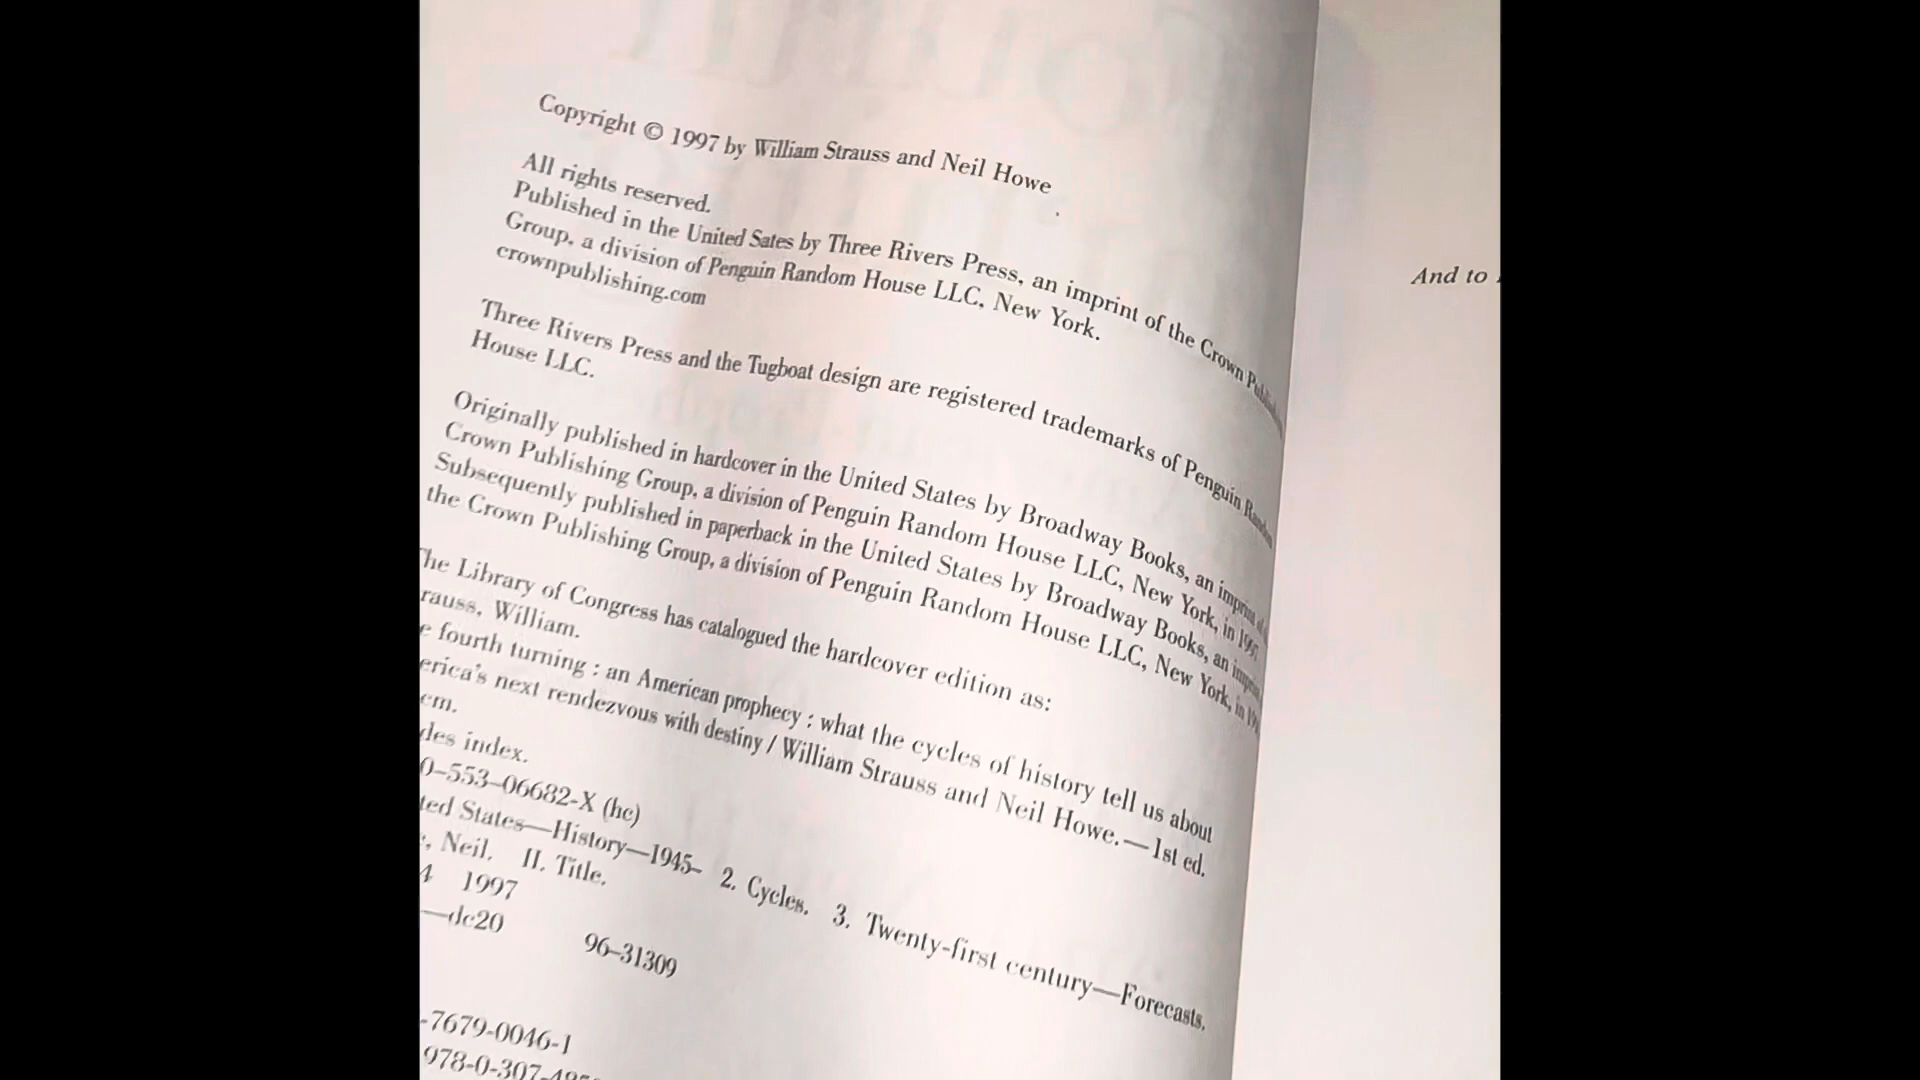 Copyright © 1997 by William Strauss and Neil Howe
All rights reserved.
Published in the United Sates by Three Rivers Press, an imprint of the Crown
Group, a division of Penguin Random House LLC, New York.
crownpublishing.com
Three Rivers Press and the Tugboat design are registered trademarks of Penguin Random
House LLC.
Originally published in hardcover in the United States by Broadway Books, an imprint of
Crown Publishing Group, a division of Penguin Random House LLC, New York, in 1997
Subsequently published in paperback in the United States by Broadway Books, an imprint
the Crown Publishing Group, a division of Penguin Random House LLC, New York, in
The Library of Congress has catalogued the hardcover edition as:
rauss, William.
e fourth turning : an American prophecy : what the cycles of history tell us about
erica's next rendezvous with destiny / William Strauss and Neil Howe.—1st ed.
cm.
des index.
0–553–06682-X (hc)
ted States—History—1945– 2. Cycles. 3. Twenty-first century—Forecasts.
, Neil. II. Title.
4 1997
—dc20
96–31309
-7679-0046-1
978-0-307-485
And to